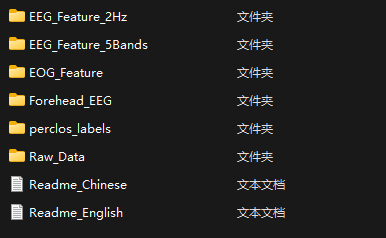 EEG_Feature_2Hz 文件夹
EEG_Feature_5Bands 文件夹
EOG_Feature 文件夹
Forehead_EEG 文件夹
perclos_labels 文件夹
Raw_Data 文件夹
Readme_Chinese 文本文档
Readme_English 文本文档